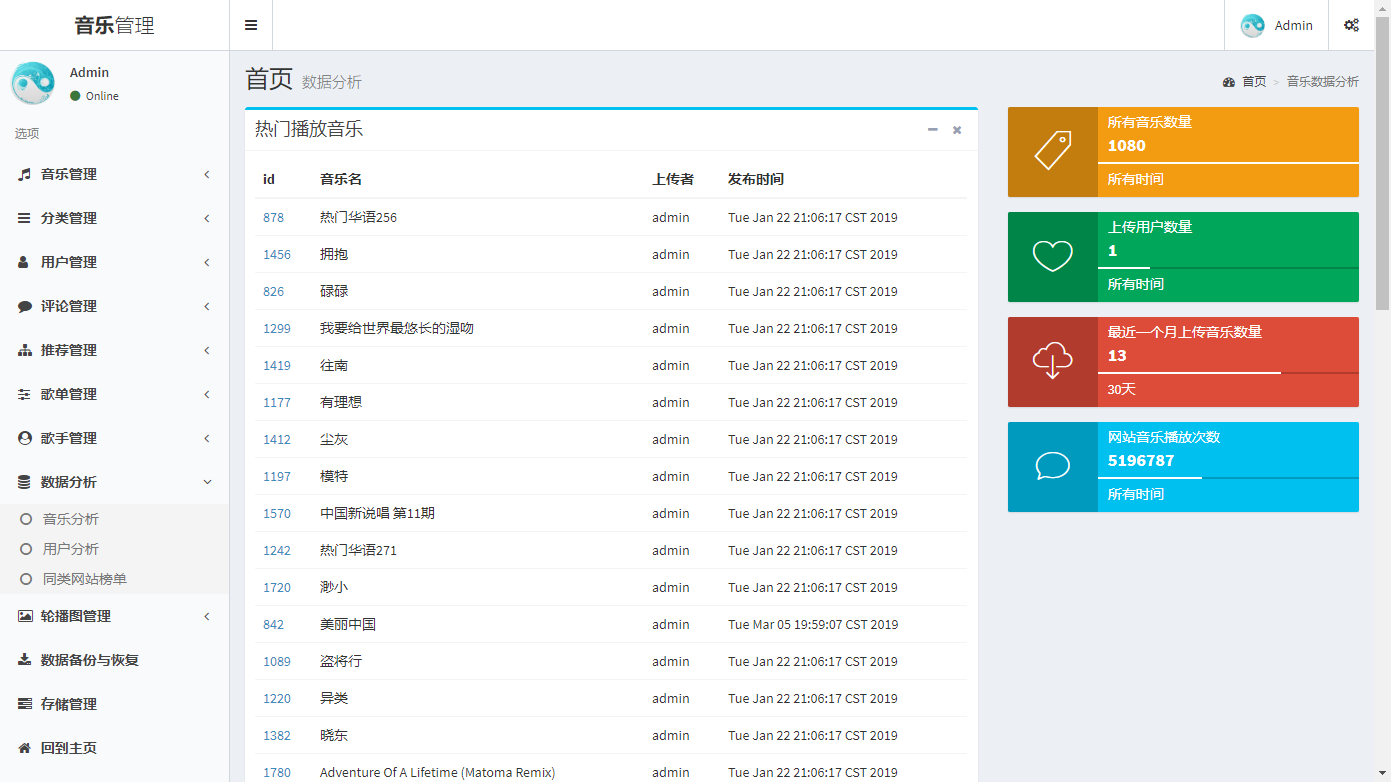 音乐管理
Admin
Admin
Online
选项
音乐管理
分类管理
用户管理
评论管理
推荐管理
歌单管理
歌手管理
数据分析
音乐分析
用户分析
同类网站榜单
轮播图管理
数据备份与恢复
存储管理
回到主页
首页 数据分析
首页 > 音乐数据分析
热门播放音乐
id 音乐名 上传者 发布时间
878 热门华语256 admin Tue Jan 22 21:06:17 CST 2019
1456 拥抱 admin Tue Jan 22 21:06:17 CST 2019
826 碌碌 admin Tue Jan 22 21:06:17 CST 2019
1299 我要给世界最悠长的湿吻 admin Tue Jan 22 21:06:17 CST 2019
1419 往南 admin Tue Jan 22 21:06:17 CST 2019
1177 有理想 admin Tue Jan 22 21:06:17 CST 2019
1412 尘灰 admin Tue Jan 22 21:06:17 CST 2019
1197 模特 admin Tue Jan 22 21:06:17 CST 2019
1570 中国新说唱 第11期 admin Tue Jan 22 21:06:17 CST 2019
1242 热门华语271 admin Tue Jan 22 21:06:17 CST 2019
1720 渺小 admin Tue Jan 22 21:06:17 CST 2019
842 美丽中国 admin Tue Mar 05 19:59:07 CST 2019
1089 盗将行 admin Tue Jan 22 21:06:17 CST 2019
1220 异类 admin Tue Jan 22 21:06:17 CST 2019
1382 晓东 admin Tue Jan 22 21:06:17 CST 2019
1780 Adventure Of A Lifetime (Matoma Remix) admin Tue Jan 22 21:06:17 CST 2019
所有音乐数量
1080
所有时间
上传用户数量
1
所有时间
最近一个月上传音乐数量
13
30天
网站音乐播放次数
5196787
所有时间